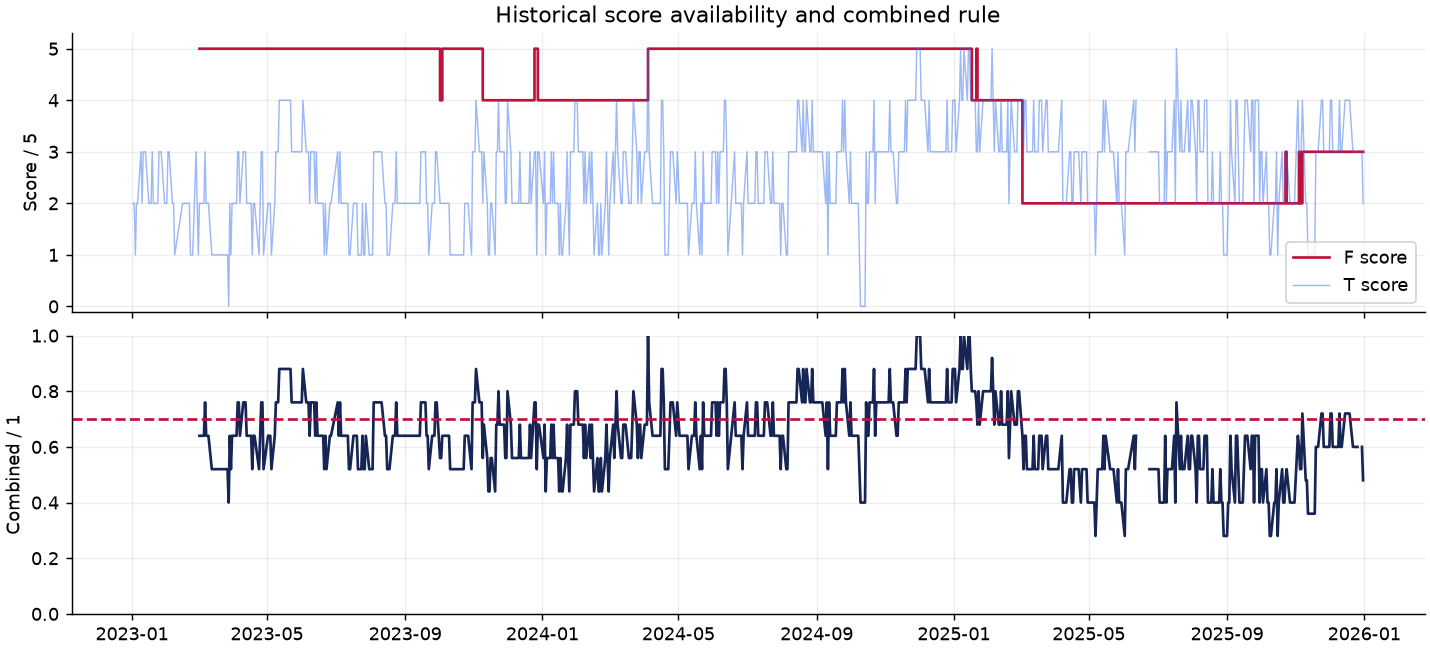 Historical score availability and combined rule
Score / 5
5
4
3
2
1
0
F score
T score
Combined / 1
1.0
0.8
0.6
0.4
0.2
0.0
2023-01 2023-05 2023-09 2024-01 2024-05 2024-09 2025-01 2025-05 2025-09 2026-01